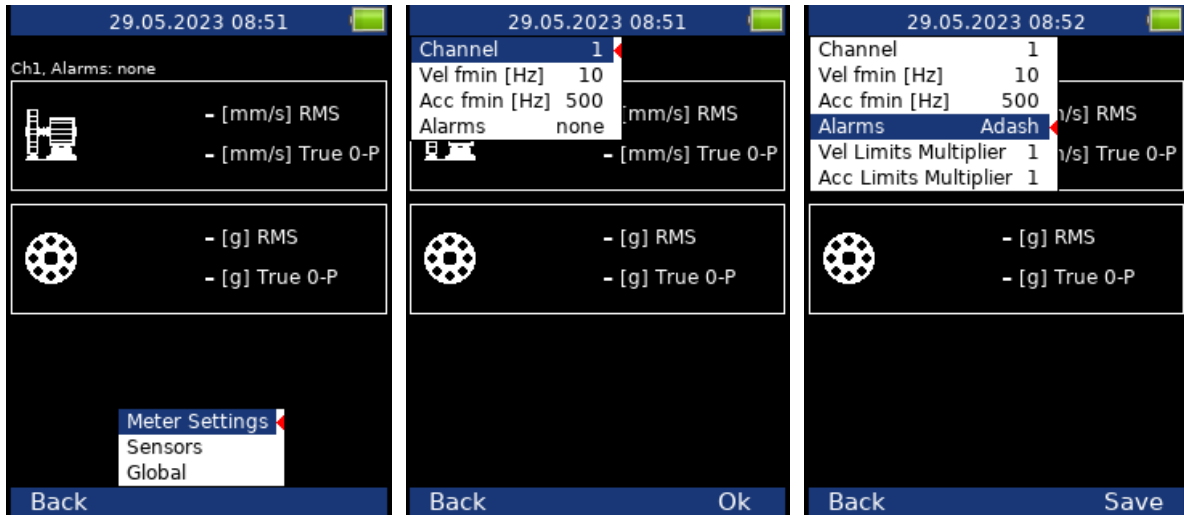 29.05.2023 08:51
Ch1, Alarms: none
- [mm/s] RMS
- [mm/s] True 0-P
- [g] RMS
- [g] True 0-P
Meter Settings
Sensors
Global
Back
29.05.2023 08:51
Channel 1
Vel fmin [Hz] 10
Acc fmin [Hz] 500
[mm/s] RMS
Alarms none
- [mm/s] True 0-P
- [g] RMS
- [g] True 0-P
Back Ok
29.05.2023 08:52
Channel 1
Vel fmin [Hz] 10
Acc fmin [Hz] 500
/s] RMS
Alarms Adash
/s] True 0-P
Vel Limits Multiplier 1
Acc Limits Multiplier 1
- [g] RMS
- [g] True 0-P
Back Save